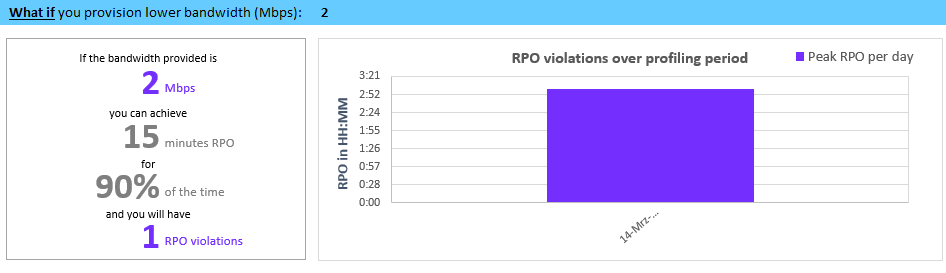 What if you provision lower bandwidth (Mbps): 2
If the bandwidth provided is
2 Mbps
you can achieve
15 minutes RPO
for
90% of the time
and you will have
1 RPO violations
RPO violations over profiling period
Peak RPO per day
RPO in HH:MM
3:21
2:52
2:24
1:55
1:26
0:57
0:28
0:00
14-Mrz-...